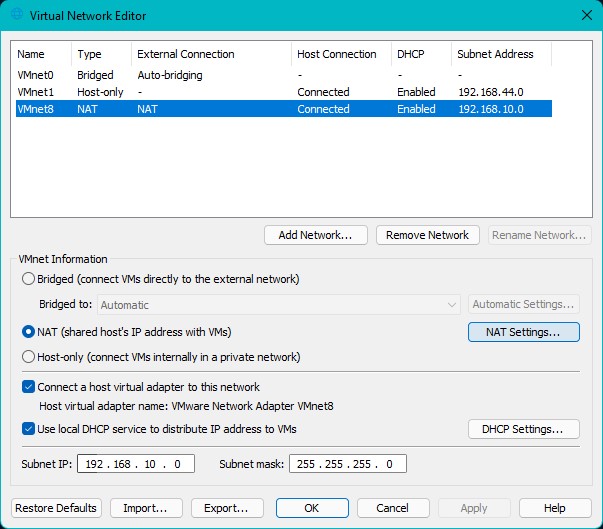 Virtual Network Editor
Name Type External Connection Host Connection DHCP Subnet Address
VMnet0 Bridged Auto-bridging - - -
VMnet1 Host-only - Connected Enabled 192.168.44.0
VMnet8 NAT NAT Connected Enabled 192.168.10.0
Add Network... Remove Network Rename Network...
VMnet Information
Bridged (connect VMs directly to the external network)
Bridged to: Automatic Automatic Settings...
NAT (shared host's IP address with VMs) NAT Settings...
Host-only (connect VMs internally in a private network)
Connect a host virtual adapter to this network
Host virtual adapter name: VMware Network Adapter VMnet8
Use local DHCP service to distribute IP address to VMs DHCP Settings...
Subnet IP: 192 . 168 . 10 . 0 Subnet mask: 255 . 255 . 255 . 0
Restore Defaults Import... Export... OK Cancel Apply Help